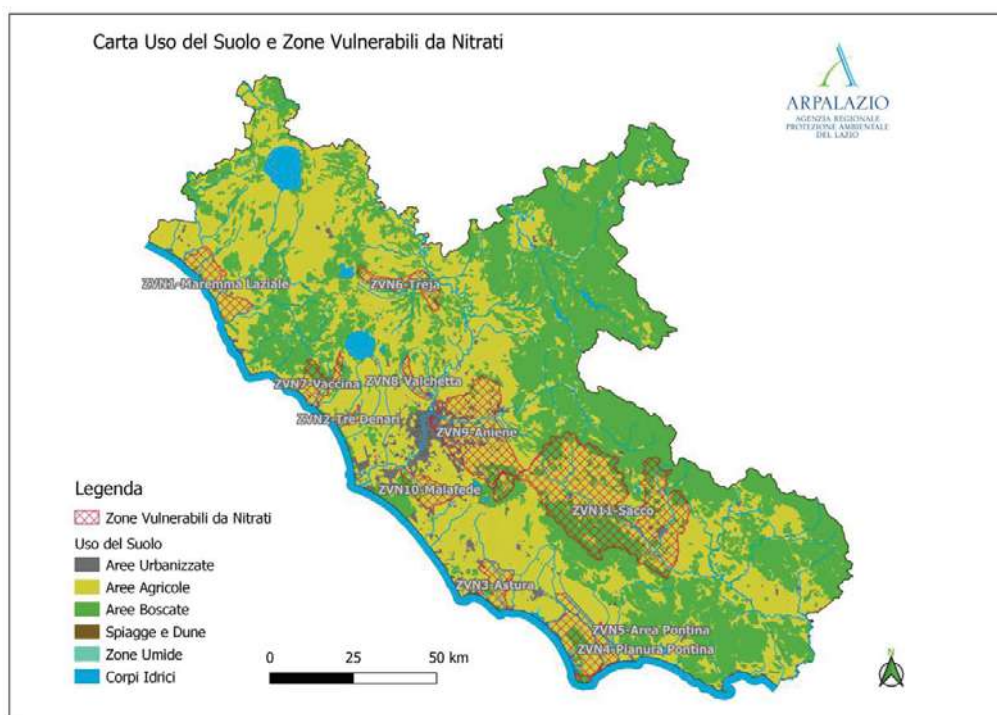 Carta Uso del Suolo e Zone Vulnerabili da Nitrati
ARPALAZIO
AGENZIA REGIONALE
PROTEZIONE AMBIENTALE
DEL LAZIO
ZVN1-Maremma Laziale
ZVN6-Treja
ZVN7-Vaccina
ZVN8-Valchetta
ZVN2-Tre Denari
ZVN9-Aniene
ZVN10-Malafede
ZVN11-Sacco
ZVN3-Astura
ZVN5-Area Pontina
ZVN4-Pianura Pontina
Legenda
Zone Vulnerabili da Nitrati
Uso del Suolo
Aree Urbanizzate
Aree Agricole
Aree Boscate
Spiagge e Dune
Zone Umide
Corpi Idrici
0 25 50 km
N